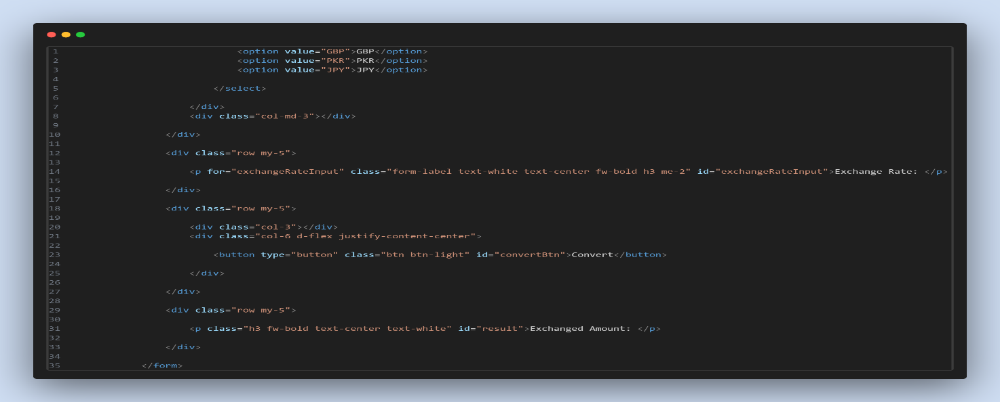 1 <option value="GBP">GBP</option>
2 <option value="PKR">PKR</option>
3 <option value="JPY">JPY</option>
4
5 </select>
6
7 </div>
8 <div class="col-md-3"></div>
9
10 </div>
11
12 <div class="row my-5">
13
14 <p for="exchangeRateInput" class="form-label text-white text-center fw-bold h3 me-2" id="exchangeRateInput">Exchange Rate: </p>
15
16 </div>
17
18 <div class="row my-5">
19
20 <div class="col-3"></div>
21 <div class="col-6 d-flex justify-content-center">
22
23 <button type="button" class="btn btn-light" id="convertBtn">Convert</button>
24
25 </div>
26
27 </div>
28
29 <div class="row my-5">
30
31 <p class="h3 fw-bold text-center text-white" id="result">Exchanged Amount: </p>
32
33 </div>
34
35 </form>